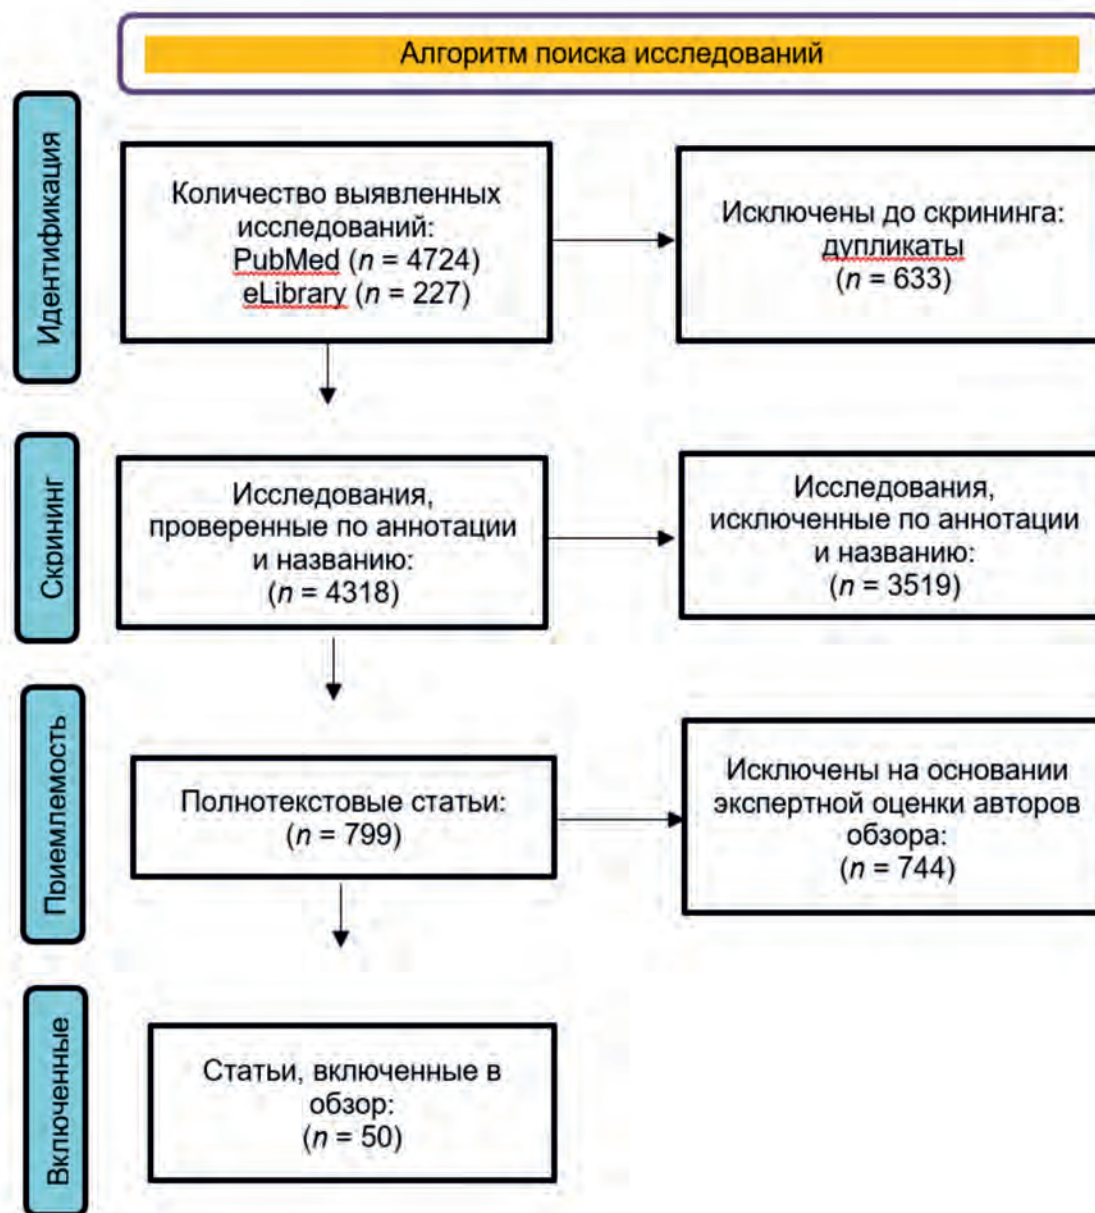 Алгоритм поиска исследований
Идентификация
Количество выявленных
исследований:
PubMed (n = 4724)
eLibrary (n = 227)
Исключены до скрининга:
дупликаты
(n = 633)
Скрининг
Исследования,
проверенные по аннотации
и названию:
(n = 4318)
Исследования,
исключенные по аннотации
и названию:
(n = 3519)
Приемлемость
Полнотекстовые статьи:
(n = 799)
Исключены на основании
экспертной оценки авторов
обзора:
(n = 744)
Включенные
Статьи, включенные в
обзор:
(n = 50)